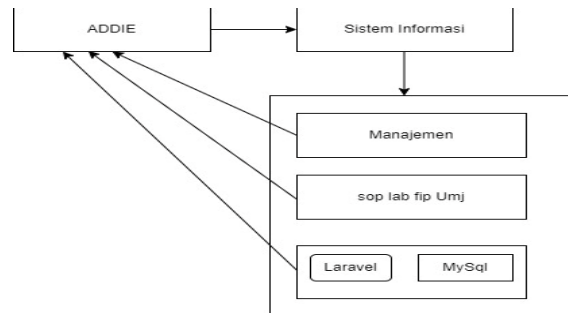 ADDIE
Sistem Informasi
Manajemen
sop lab fip Umj
Laravel
MySql